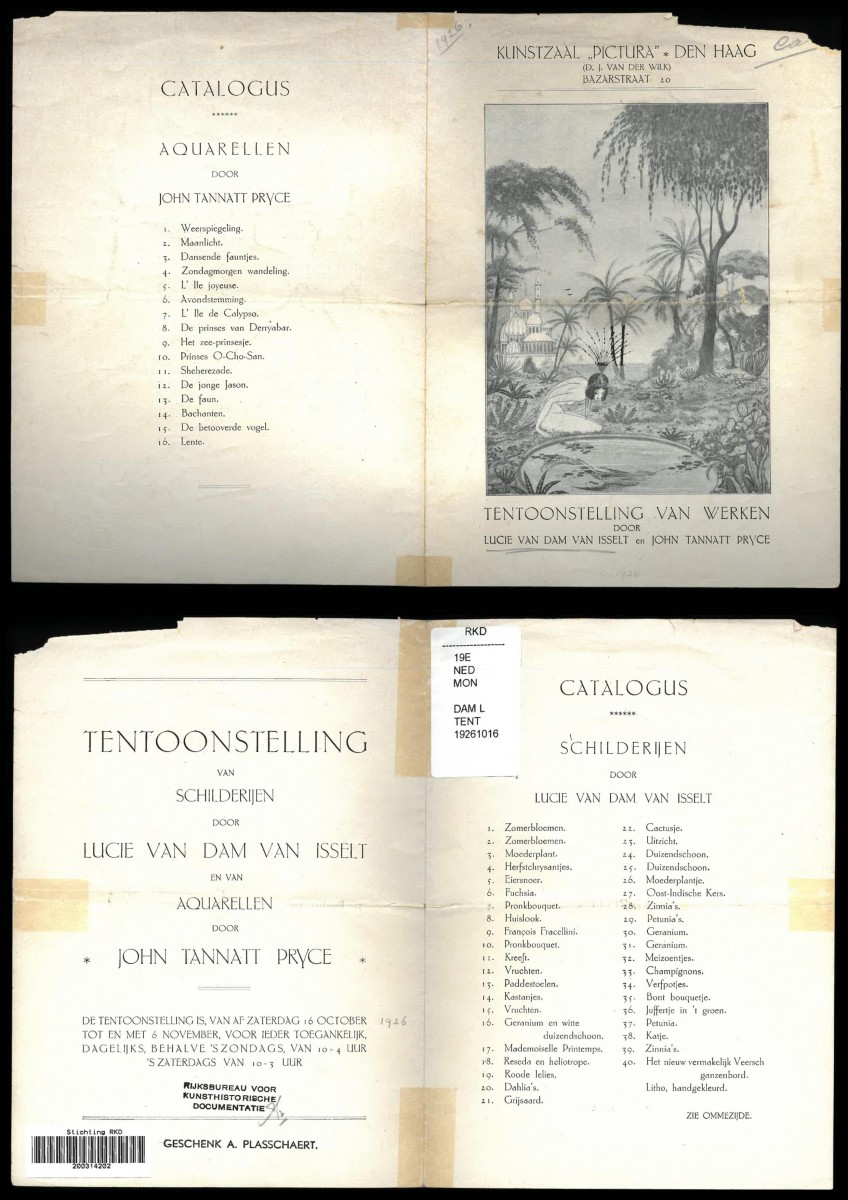 CATALOGUS
******
AQUARELLEN
DOOR
JOHN TANNATT PRYCE
1. Weerspiegeling.
2. Maanlicht.
3. Dansende fauntjes.
4. Zondagmorgen wandeling.
5. L' Ile joyeuse.
6. Avondstemming.
7. L' Ile de Calypso.
8. De prinses van Derryabar.
9. Het zee-prinsesje.
10. Prinses O-Cho-San.
11. Sheherezade.
12. De jonge Jason.
13. De faun.
14. Bachanten.
15. De betooverde vogel.
16. Lente.
1926.
Ca
KUNSTZAAL „PICTURA" * DEN HAAG
(D. J. VAN DER WILK)
BAZARSTRAAT 20
TENTOONSTELLING VAN WERKEN
DOOR
LUCIE VAN DAM VAN ISSELT en JOHN TANNATT PRYCE
1926
TENTOONSTELLING
VAN
SCHILDERIJEN
DOOR
LUCIE VAN DAM VAN ISSELT
EN VAN
AQUARELLEN
DOOR
* JOHN TANNATT PRYCE *
DE TENTOONSTELLING IS, VAN AF ZATERDAG 16 OCTOBER 1926
TOT EN MET 6 NOVEMBER, VOOR IEDER TOEGANKELIJK,
DAGELIJKS, BEHALVE 'S ZONDAGS, VAN 10-4 UUR
'S ZATERDAGS VAN 10-3 UUR
RIJKSBUREAU VOOR
KUNSTHISTORISCHE
DOCUMENTATIE
Stichting RKD
200314202
GESCHENK A. PLASSCHAERT.
RKD
19E
NED
MON
DAM L
TENT
19261016
CATALOGUS
******
SCHILDERIJEN
DOOR
LUCIE VAN DAM VAN ISSELT
1. Zomerbloemen.
2. Zomerbloemen.
3. Moederplant.
4. Herfstchrysantjes.
5. Eiersnoer.
6. Fuchsia.
7. Pronkbouquet.
8. Huislook.
9. François Fracellini.
10. Pronkbouquet.
11. Kreeft.
12. Vruchten.
13. Paddestoelen.
14. Kastanjes.
15. Vruchten.
16. Geranium en witte
duizendschoon.
17. Mademoiselle Printemps.
18. Reseda en heliotrope.
19. Roode lelies.
20. Dahlia's.
21. Grijsaard.
22. Cactusje.
23. Uitzicht.
24. Duizendschoon.
25. Duizendschoon.
26. Moederplantje.
27. Oost-Indische Kers.
28. Zinnia's.
29. Petunia's.
30. Geranium.
31. Geranium.
32. Meizoentjes.
33. Champignons.
34. Verfpotjes.
35. Bont bouquetje.
36. Juffertje in 't groen.
37. Petunia.
38. Katje.
39. Zinnia's.
40. Het nieuw vermakelijk Veersch
ganzenbord.
Litho, handgekleurd.
ZIE OMMEZIJDE.